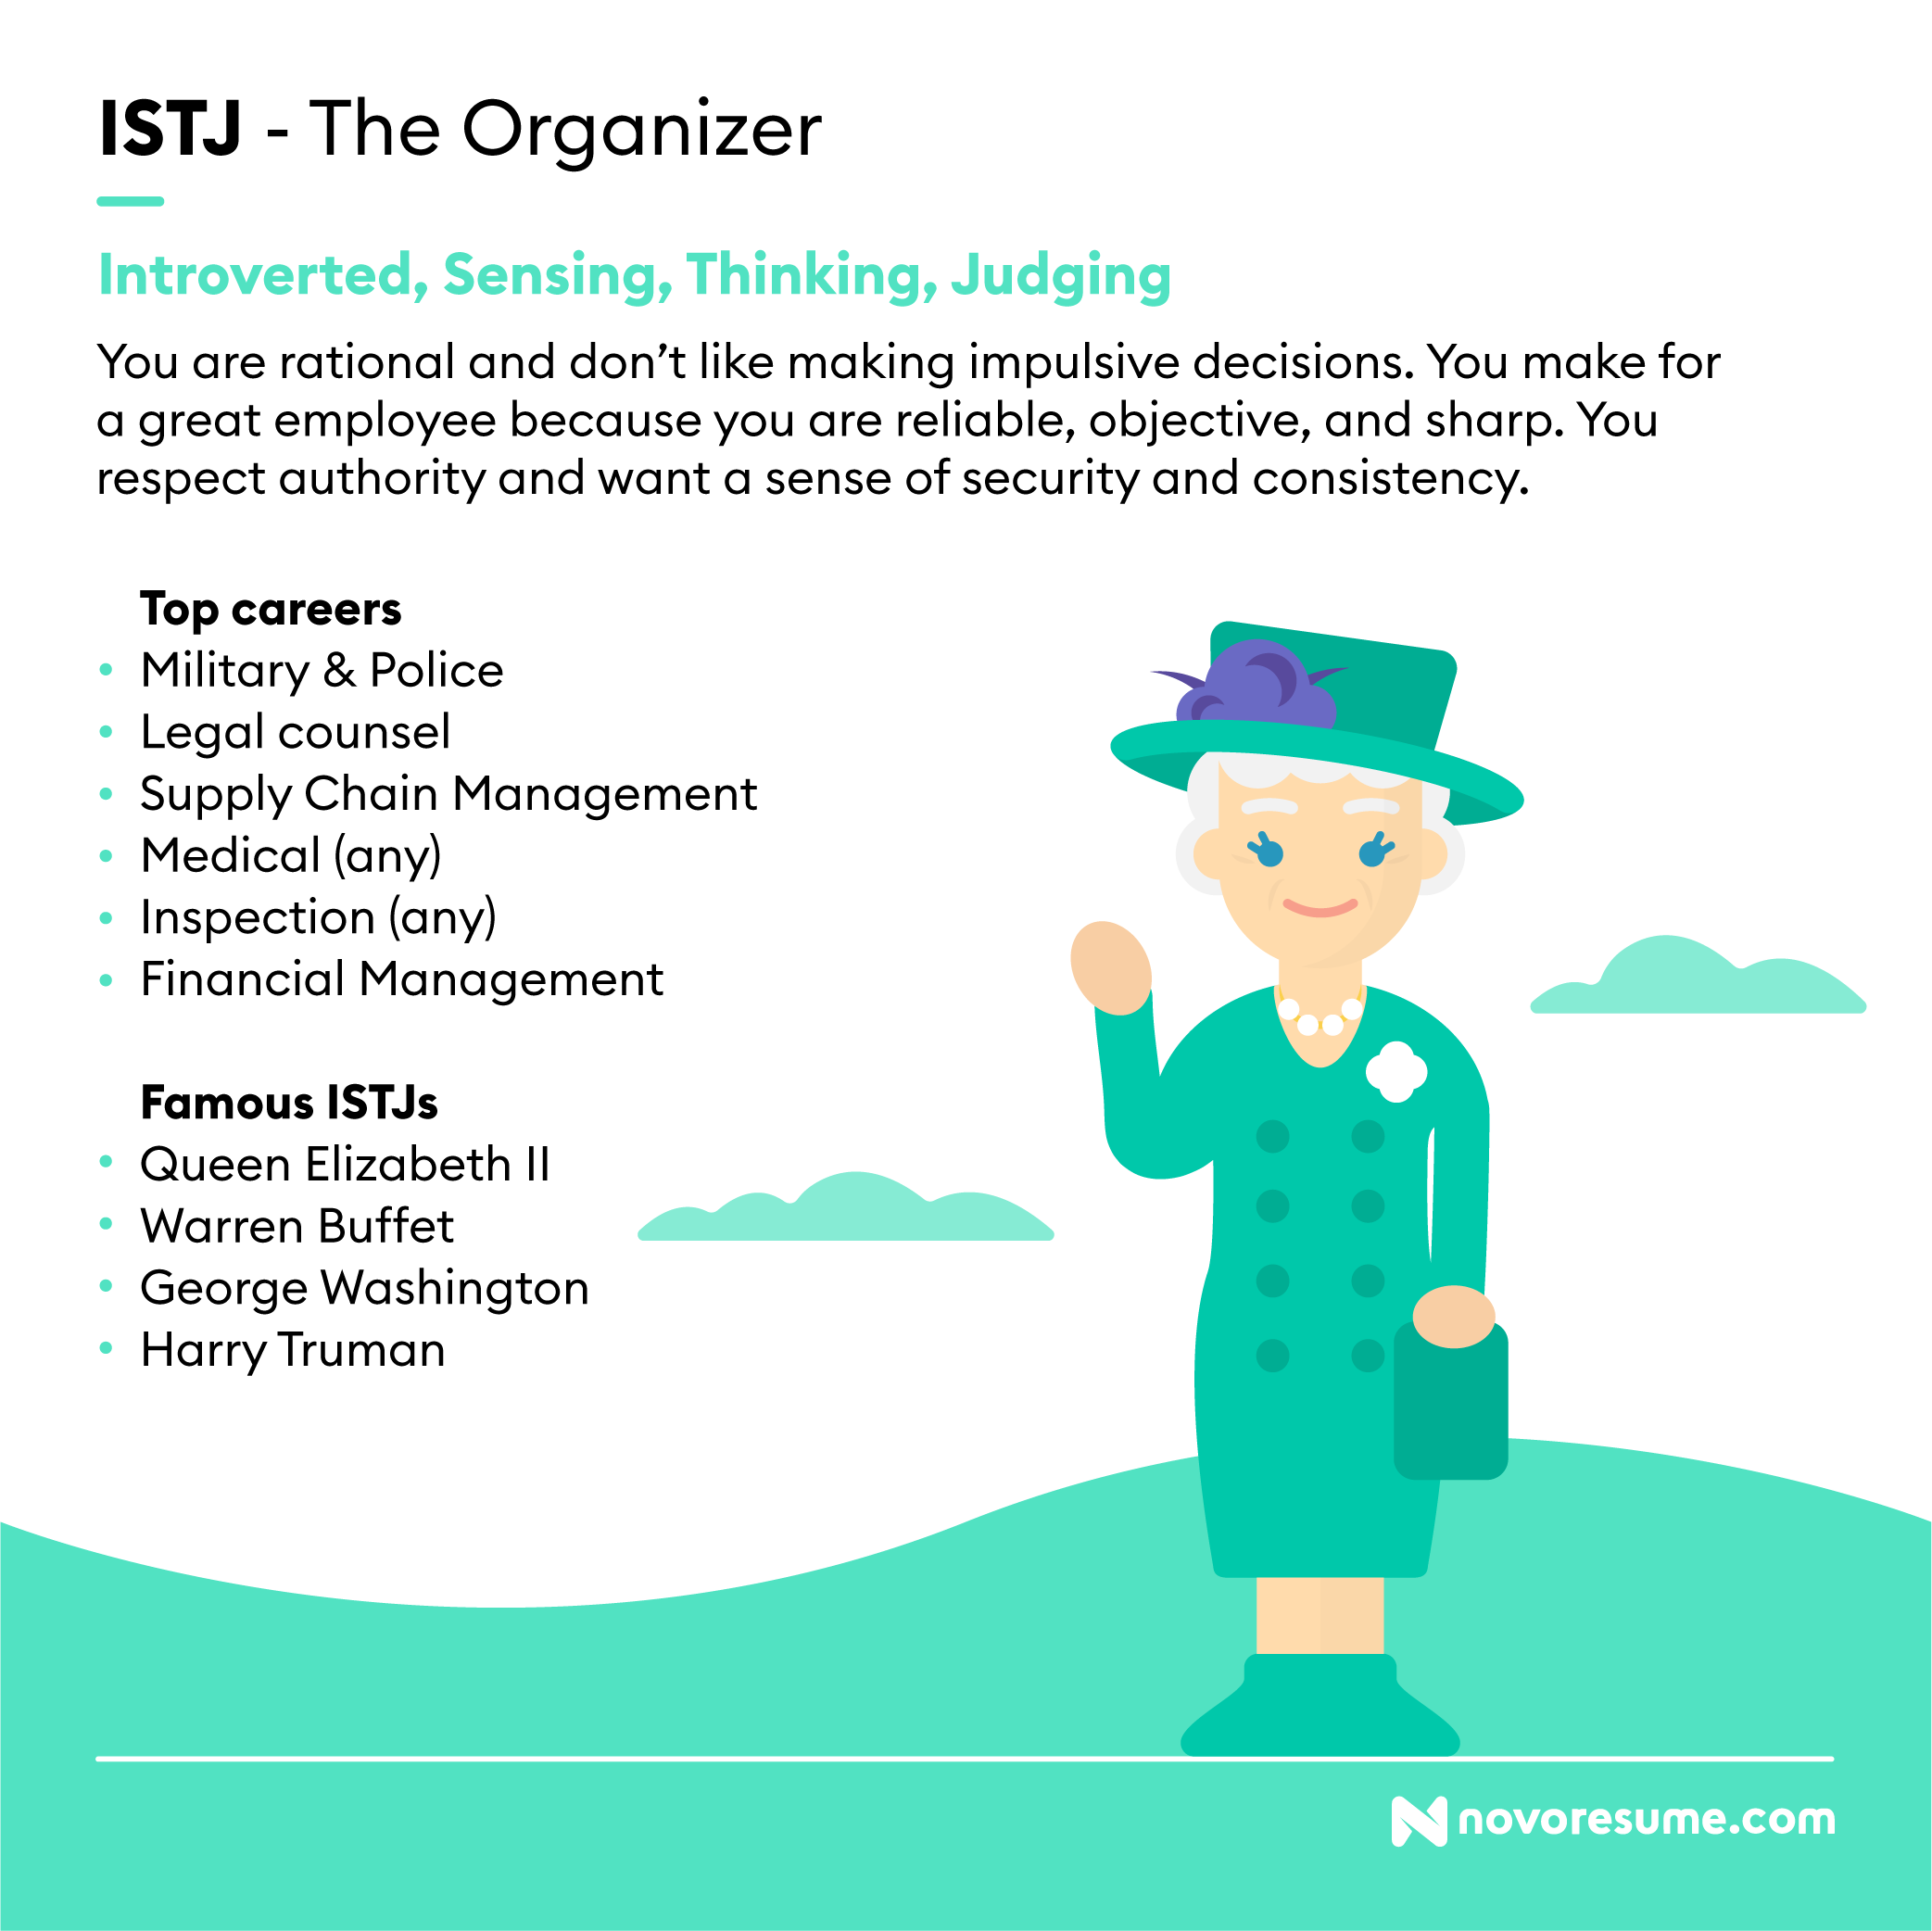 ISTJ - The Organizer
Introverted, Sensing, Thinking, Judging
You are rational and don’t like making impulsive decisions. You make for
a great employee because you are reliable, objective, and sharp. You
respect authority and want a sense of security and consistency.
Top careers
• Military & Police
• Legal counsel
• Supply Chain Management
• Medical (any)
• Inspection (any)
• Financial Management
Famous ISTJs
• Queen Elizabeth II
• Warren Buffet
• George Washington
• Harry Truman
novoresume.com